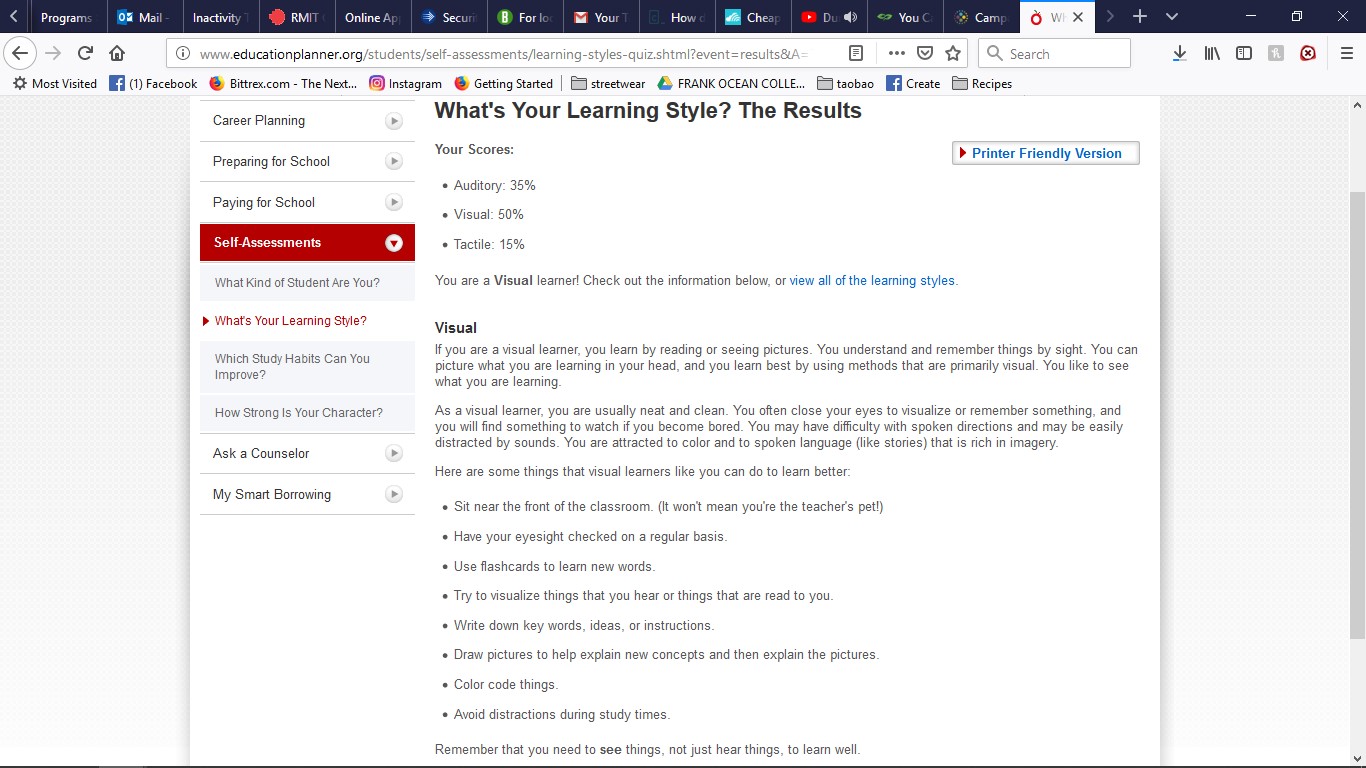 Programs
Mail -
Inactivity
RMIT
Online Ap
Securi
For lo
Your T
How d
Cheap
You C
Camp
www.educationplanner.org/students/self-assessments/learning-styles-quiz.shtml?event=results&A=
Search
Most Visited
(1) Facebook
Bittrex.com - The Next...
Instagram
Getting Started
streetwear
FRANK OCEAN COLLE...
taobao
Create
Recipes
Career Planning
Preparing for School
Paying for School
Self-Assessments
What Kind of Student Are You?
What's Your Learning Style?
Which Study Habits Can You
Improve?
How Strong Is Your Character?
Ask a Counselor
My Smart Borrowing
What's Your Learning Style? The Results
Your Scores:
Printer Friendly Version
• Auditory: 35%
• Visual: 50%
• Tactile: 15%
You are a Visual learner! Check out the information below, or view all of the learning styles.
Visual
If you are a visual learner, you learn by reading or seeing pictures. You understand and remember things by sight. You can
picture what you are learning in your head, and you learn best by using methods that are primarily visual. You like to see
what you are learning.
As a visual learner, you are usually neat and clean. You often close your eyes to visualize or remember something, and
you will find something to watch if you become bored. You may have difficulty with spoken directions and may be easily
distracted by sounds. You are attracted to color and to spoken language (like stories) that is rich in imagery.
Here are some things that visual learners like you can do to learn better:
• Sit near the front of the classroom. (It won't mean you're the teacher's pet!)
• Have your eyesight checked on a regular basis.
• Use flashcards to learn new words.
• Try to visualize things that you hear or things that are read to you.
• Write down key words, ideas, or instructions.
• Draw pictures to help explain new concepts and then explain the pictures.
• Color code things.
• Avoid distractions during study times.
Remember that you need to see things, not just hear things, to learn well.